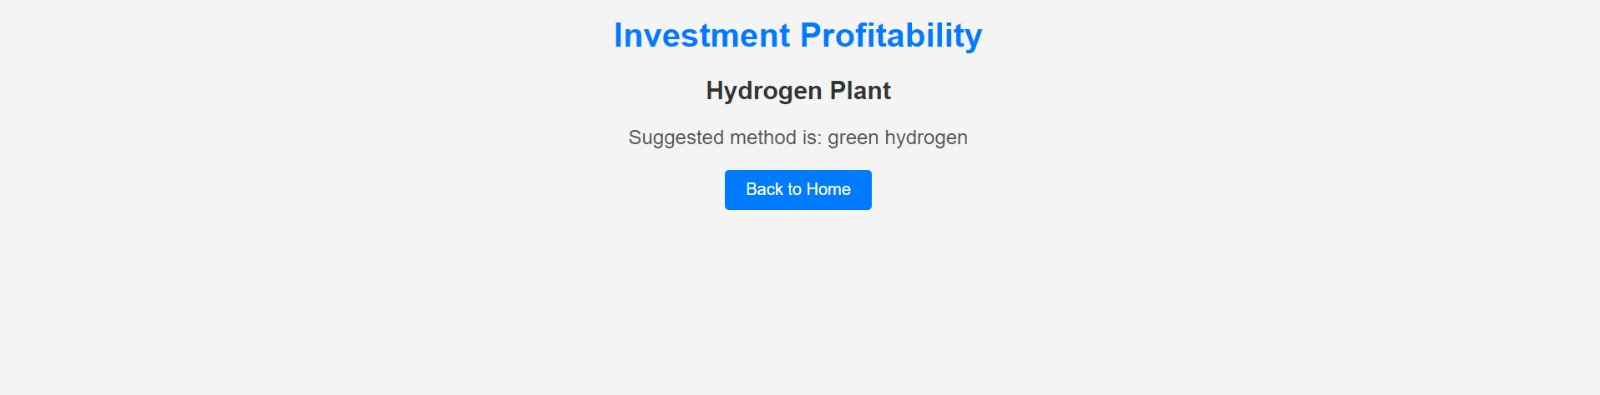 Investment Profitability
Hydrogen Plant
Suggested method is: green hydrogen
Back to Home